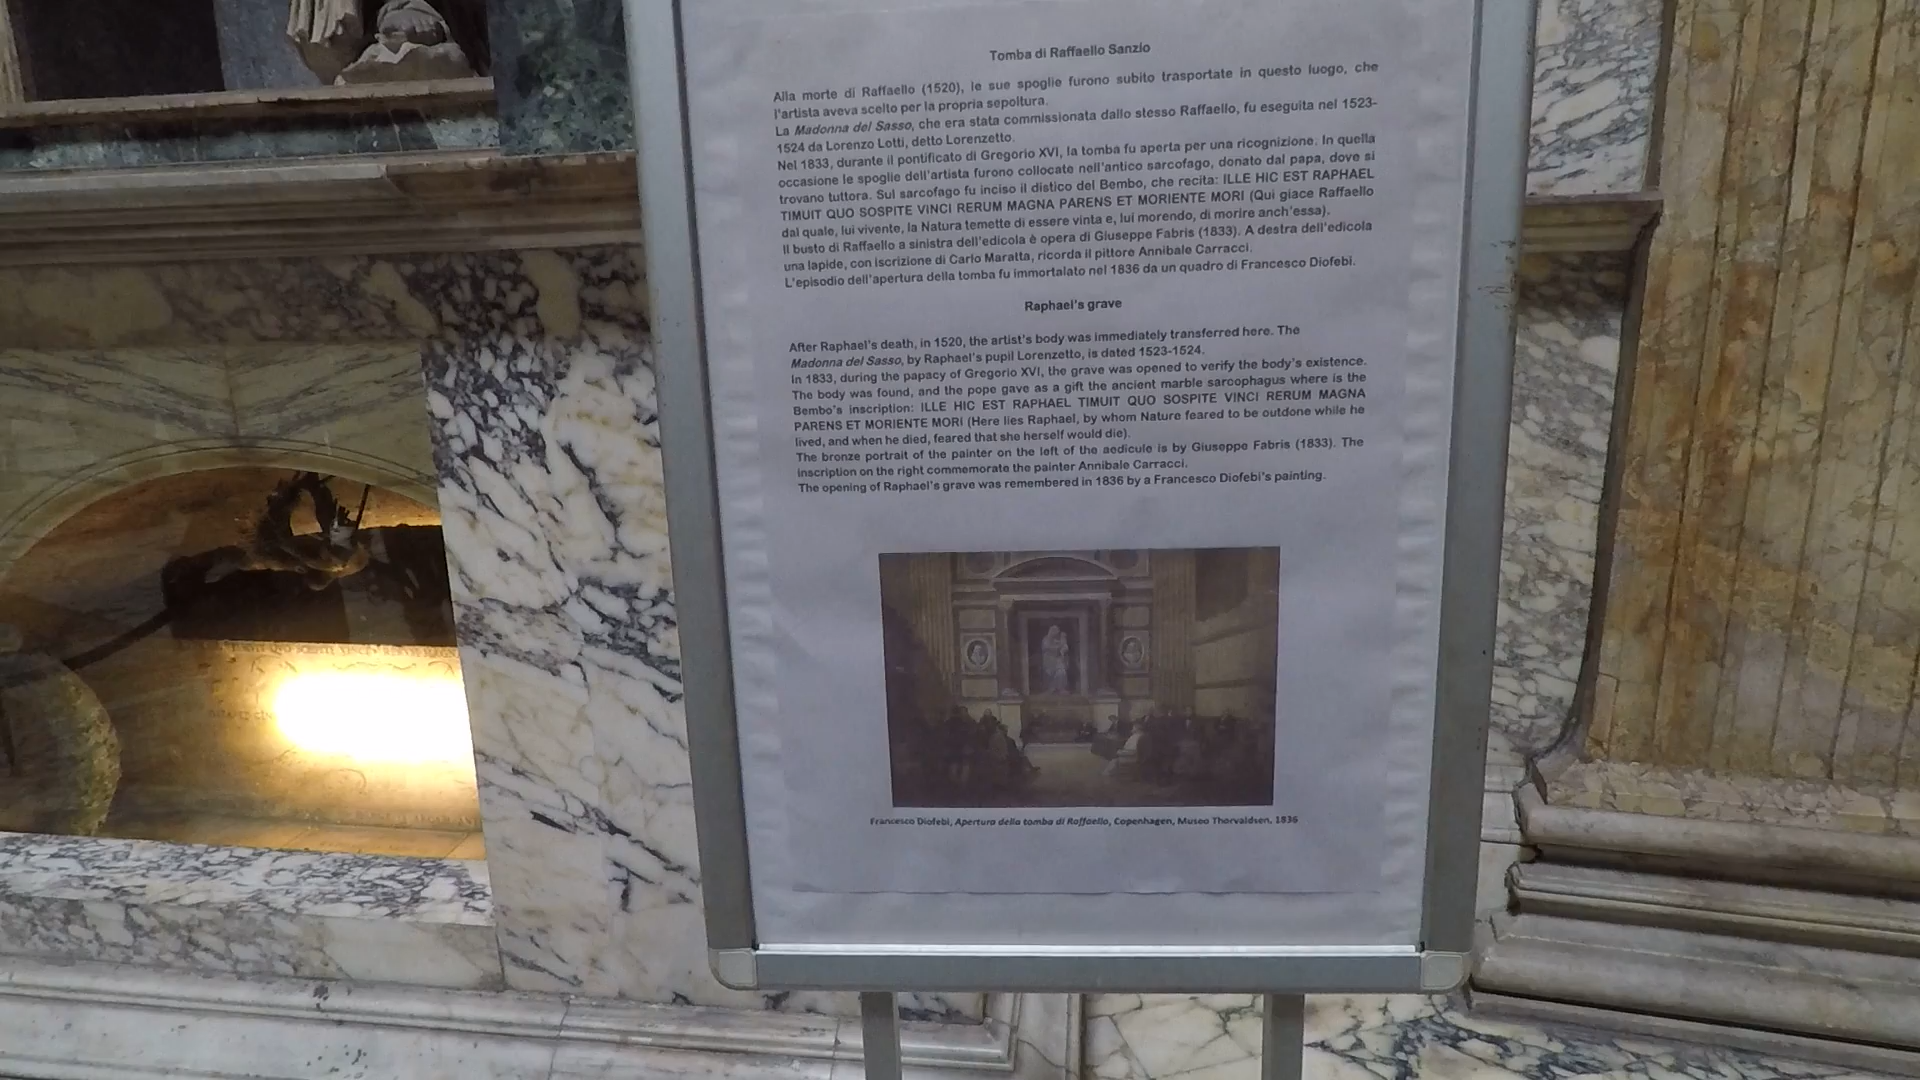 Tomba di Raffaello Sanzio
Alla morte di Raffaello (1520), le sue spoglie furono subito trasportate in questo luogo, che
l'artista aveva scelto per la propria sepoltura.
La Madonna del Sasso, che era stata commissionata dallo stesso Raffaello, fu eseguita nel 1523-
1524 da Lorenzo Lotti, detto Lorenzetto.
Nel 1833, durante il pontificato di Gregorio XVI, la tomba fu aperta per una ricognizione. In quella
occasione le spoglie dell'artista furono collocate nell'antico sarcofago, donato dal papa, dove si
trovano tuttora. Sul sarcofago fu inciso il distico del Bembo, che recita: ILLE HIC EST RAPHAEL
TIMUIT QUO SOSPITE VINCI RERUM MAGNA PARENS ET MORIENTE MORI (Qui giace Raffaello
dal quale, lui vivente, la Natura temette di essere vinta e, lui morendo, di morire anch'essa).
Il busto di Raffaello a sinistra dell'edicola è opera di Giuseppe Fabris (1833). A destra dell'edicola
una lapide, con iscrizione di Carlo Maratta, ricorda il pittore Annibale Carracci.
L'episodio dell'apertura della tomba fu immortalato nel 1836 da un quadro di Francesco Diofebi.
Raphael's grave
After Raphael's death, in 1520, the artist's body was immediately transferred here. The
Madonna del Sasso, by Raphael's pupil Lorenzetto, is dated 1523-1524.
In 1833, during the papacy of Gregorio XVI, the grave was opened to verify the body's existence.
The body was found, and the pope gave as a gift the ancient marble sarcophagus where is the
Bembo's inscription: ILLE HIC EST RAPHAEL TIMUIT QUO SOSPITE VINCI RERUM MAGNA
PARENS ET MORIENTE MORI (Here lies Raphael, by whom Nature feared to be outdone while he
lived, and when he died, feared that she herself would die).
The bronze portrait of the painter on the left of the aedicule is by Giuseppe Fabris (1833). The
inscription on the right commemorate the painter Annibale Carracci.
The opening of Raphael's grave was remembered in 1836 by a Francesco Diofebi's painting.
Francesco Diofebi, Apertura della tomba di Raffaello, Copenhagen, Museo Thorvaldsen, 1836